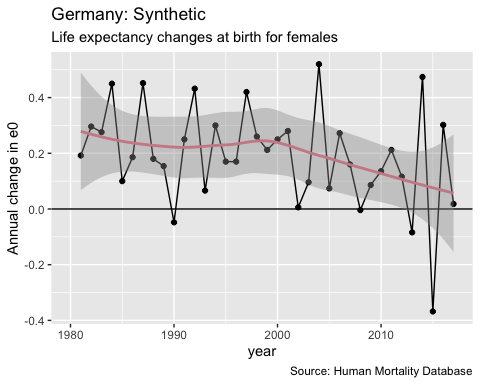 Germany: Synthetic
Life expectancy changes at birth for females
Annual change in e0
0.4
0.2
0.0
-0.2
-0.4
1980 1990 2000 2010
year
Source: Human Mortality Database